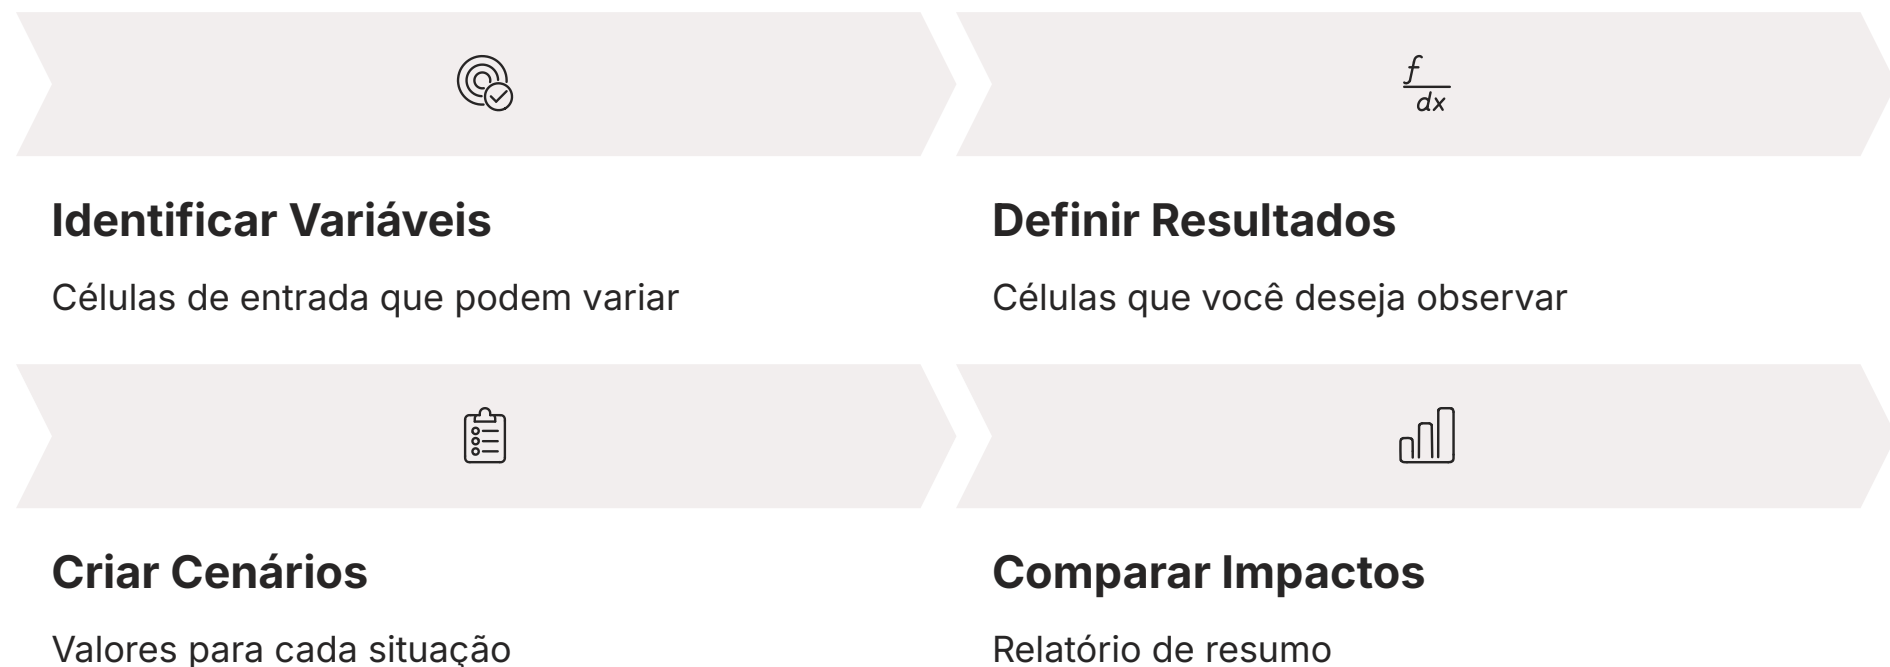 f
dx
Identificar Variáveis
Células de entrada que podem variar
Definir Resultados
Células que você deseja observar
Criar Cenários
Valores para cada situação
Comparar Impactos
Relatório de resumo